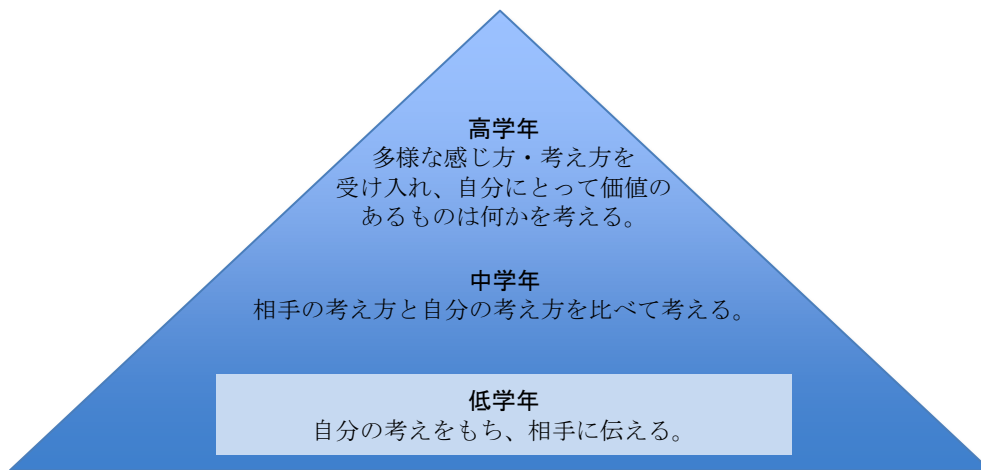 高学年
多様な感じ方・考え方を
受け入れ、自分にとって価値の
あるものは何かを考える。
中学年
相手の考え方と自分の考え方を比べて考える。
低学年
自分の考えをもち、相手に伝える。